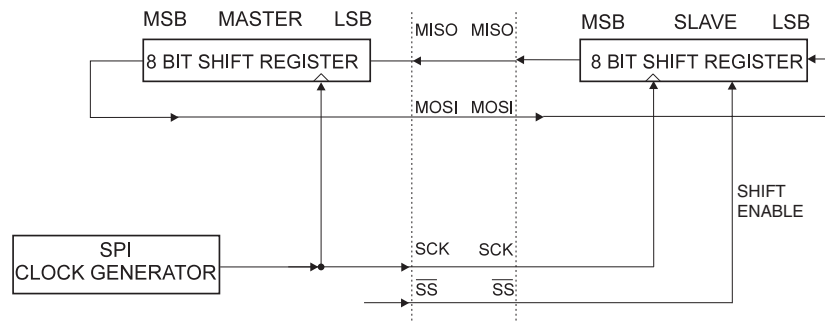 MSB MASTER LSB
MISO MISO
MSB SLAVE LSB
8 BIT SHIFT REGISTER
8 BIT SHIFT REGISTER
MOSI MOSI
SHIFT
ENABLE
SPI
CLOCK GENERATOR
SCK SCK
SS SS